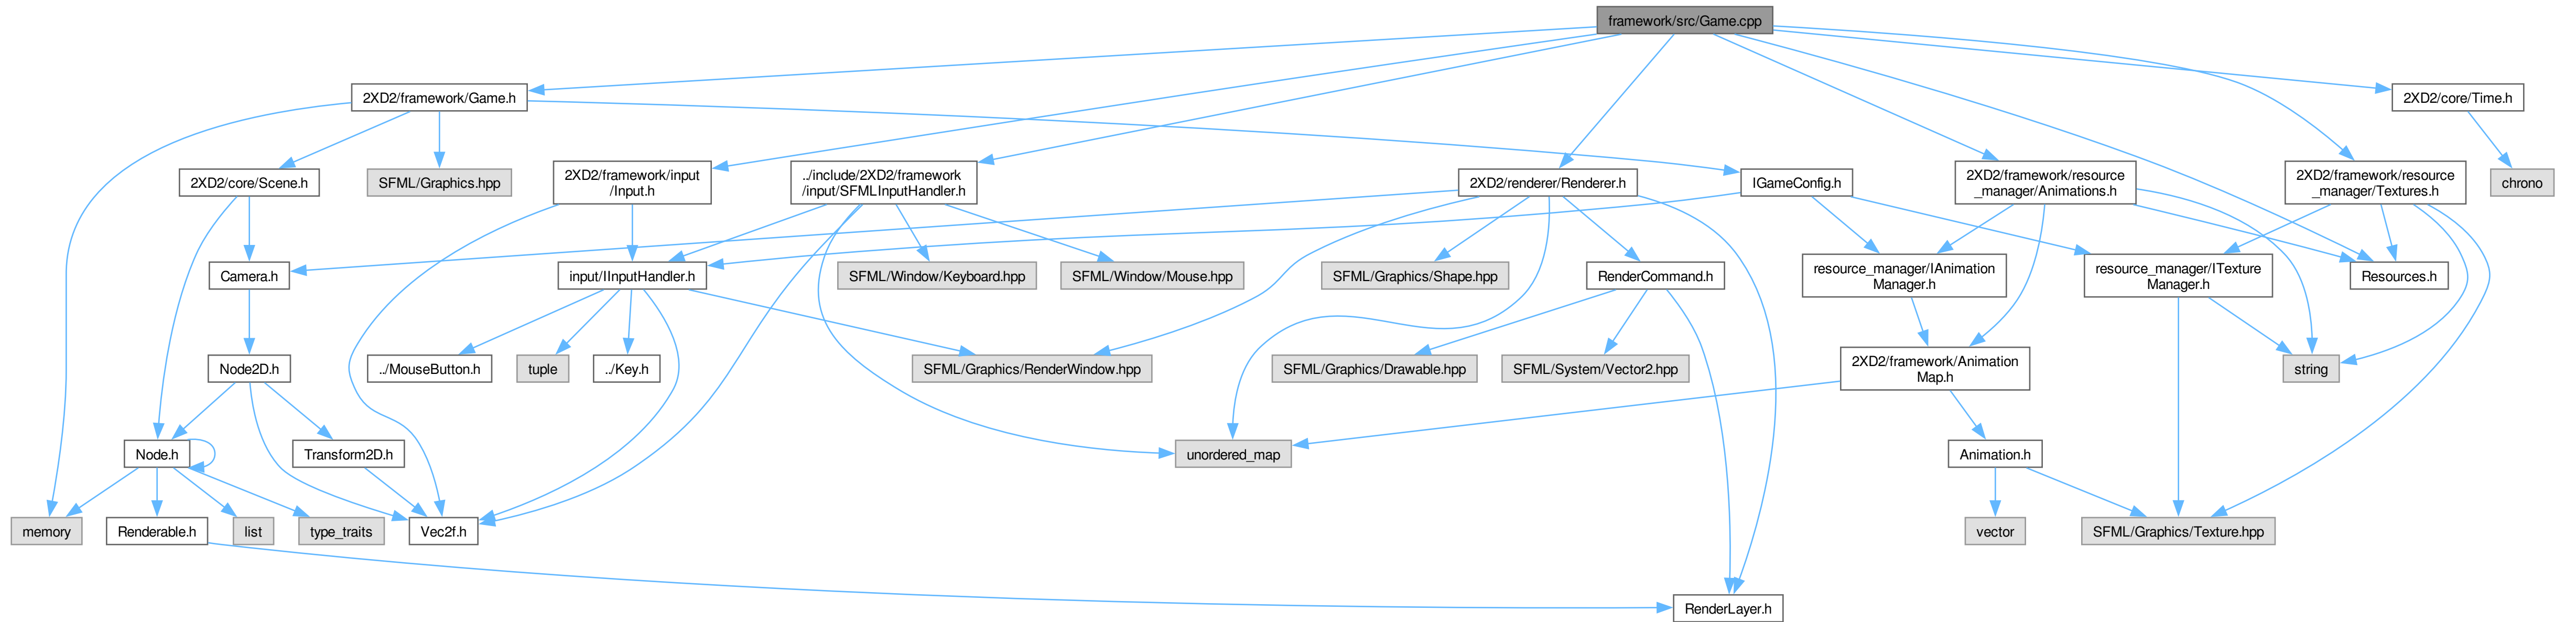 framework/src/Game.cpp
2XD2/framework/Game.h
2XD2/core/Time.h
2XD2/core/Scene.h
SFML/Graphics.hpp
2XD2/framework/input
/Input.h
../include/2XD2/framework
/input/SFMLInputHandler.h
2XD2/renderer/Renderer.h
IGameConfig.h
2XD2/framework/resource
_manager/Animations.h
2XD2/framework/resource
_manager/Textures.h
chrono
Camera.h
input/IInputHandler.h
SFML/Window/Keyboard.hpp
SFML/Window/Mouse.hpp
SFML/Graphics/Shape.hpp
RenderCommand.h
resource_manager/IAnimation
Manager.h
resource_manager/ITexture
Manager.h
Resources.h
Node2D.h
../MouseButton.h
tuple
../Key.h
SFML/Graphics/RenderWindow.hpp
SFML/Graphics/Drawable.hpp
SFML/System/Vector2.hpp
2XD2/framework/Animation
Map.h
string
Node.h
Transform2D.h
unordered_map
Animation.h
memory
Renderable.h
list
type_traits
Vec2f.h
vector
SFML/Graphics/Texture.hpp
RenderLayer.h